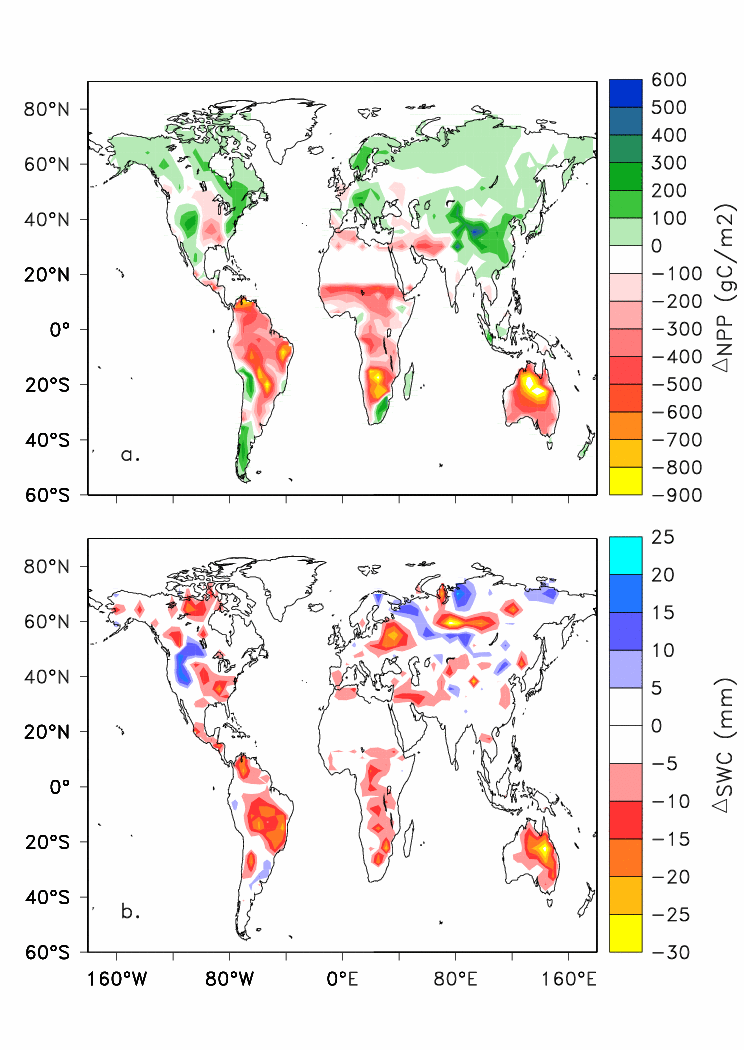 80°N
60°N
40°N
20°N
0°
20°S
40°S
60°S
a.
600
500
400
300
200
100
0
−100
−200
−300
−400
−500
−600
−700
−800
−900
△NPP (gC/m2)
80°N
60°N
40°N
20°N
0°
20°S
40°S
60°S
b.
160°W
80°W
0°E
80°E
160°E
25
20
15
10
5
0
−5
−10
−15
−20
−25
−30
△SWC (mm)